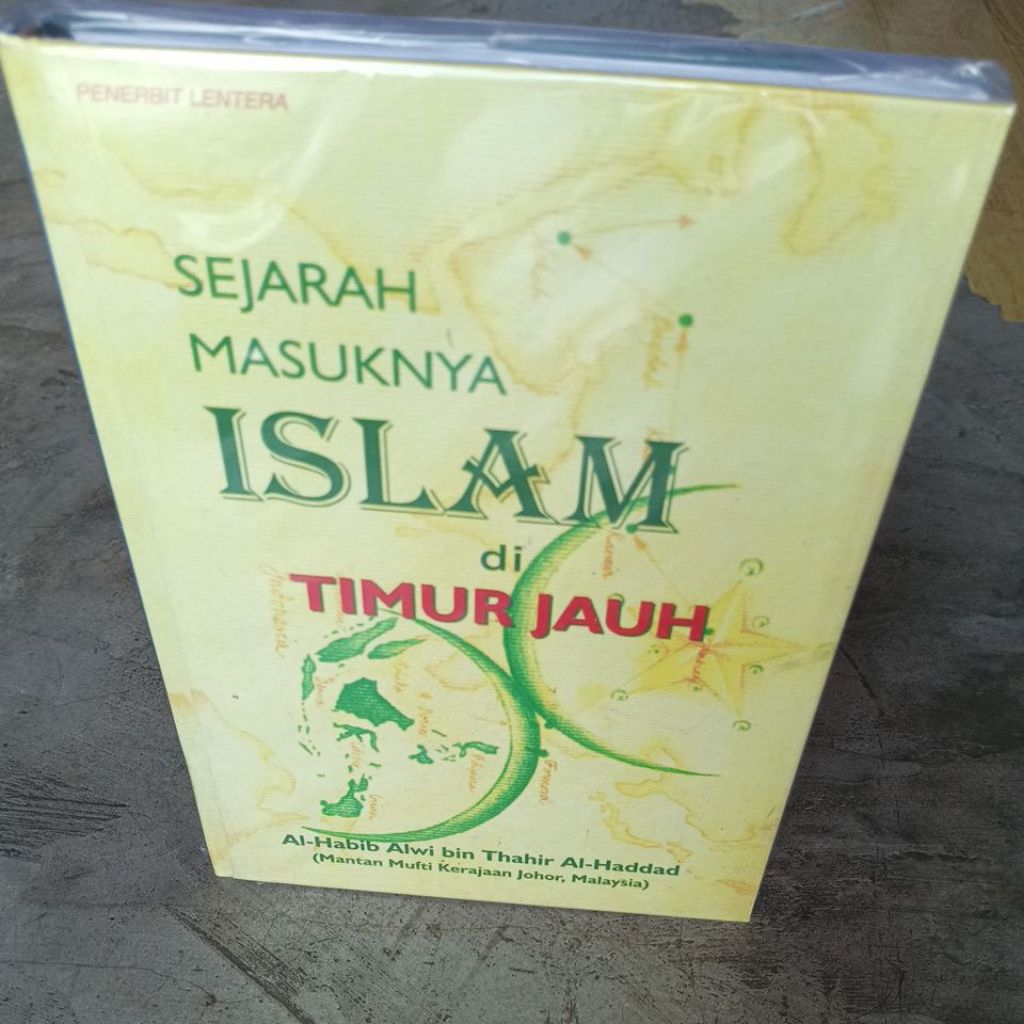 PENERBIT LENTERA
SEJARAH
MASUKNYA
ISLAM
di
TIMUR JAUH
Al-Habib Alwi bin Thahir Al-Haddad
(Mantan Mufti Kerajaan Johor, Malaysia)